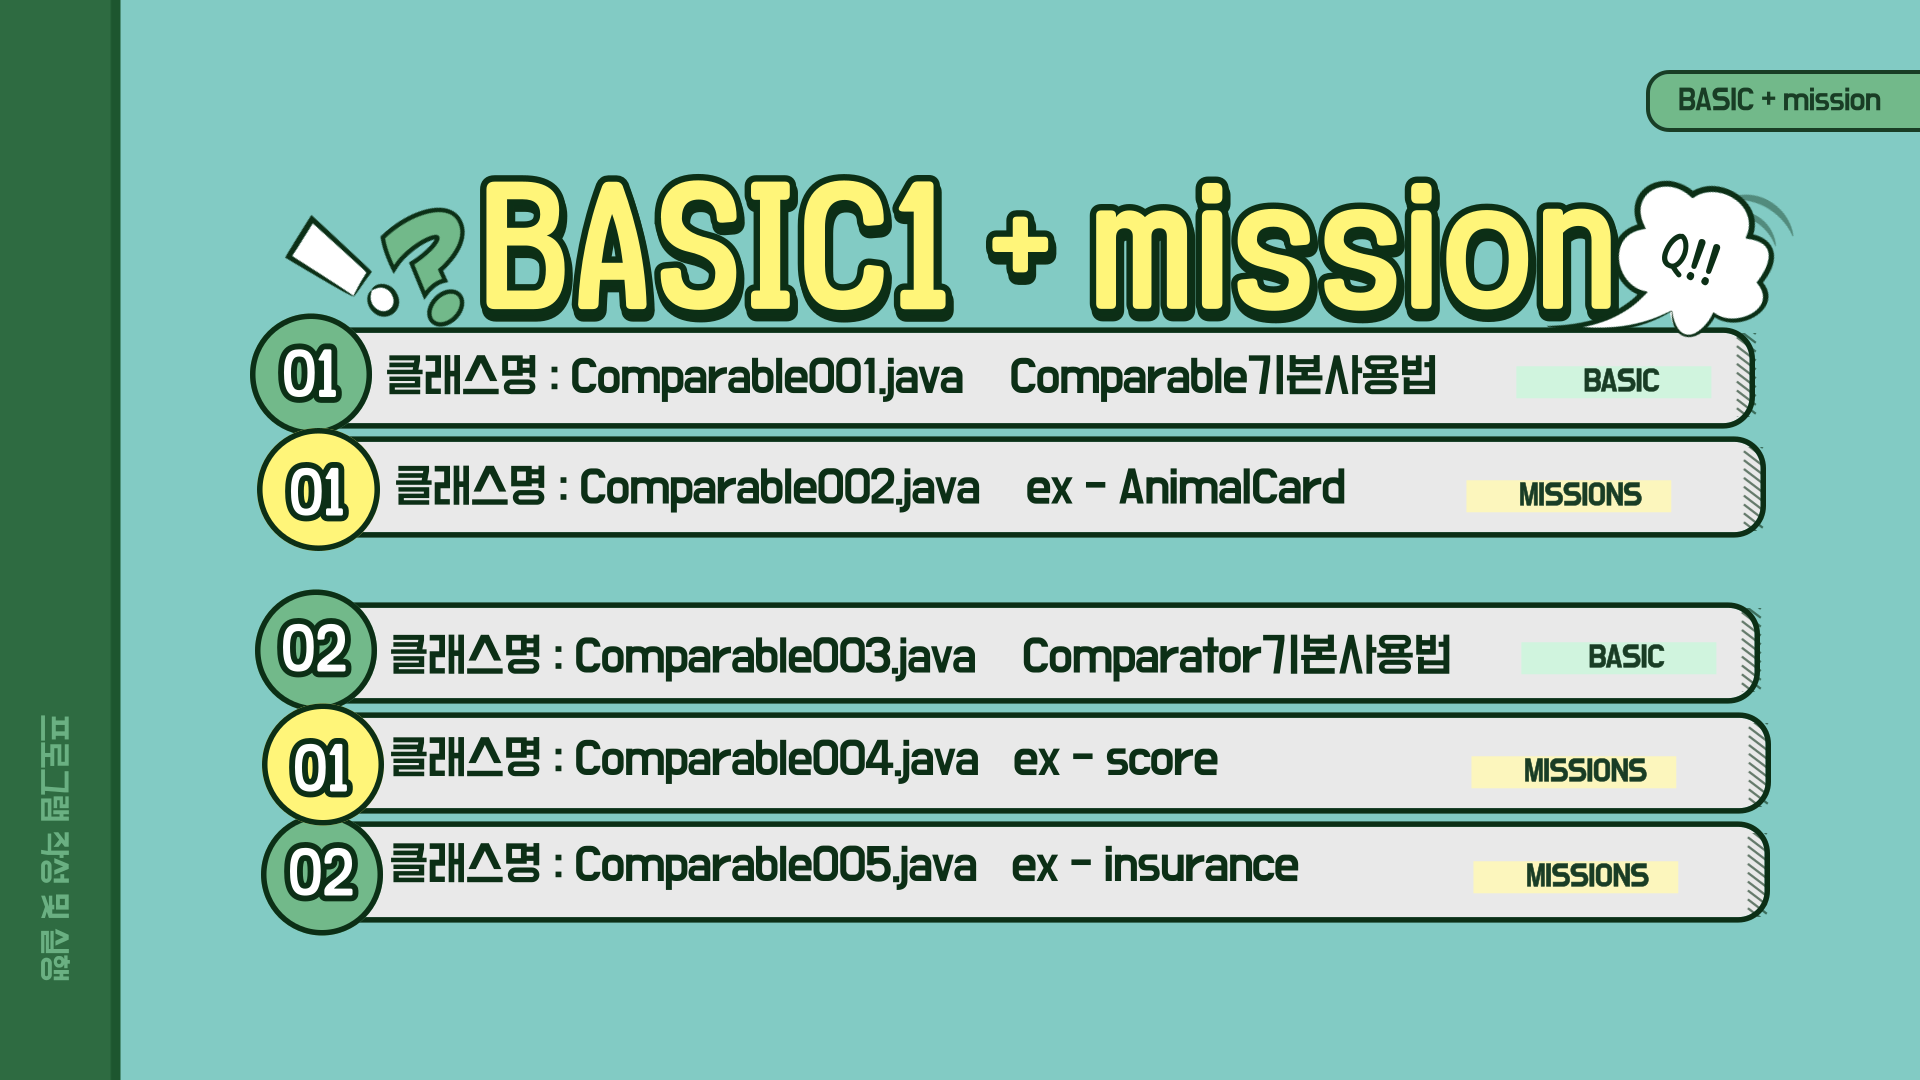 BASIC + mission
BASIC1 + mission
Q!!
01 클래스명 : Comparable001.java Comparable기본사용법 BASIC
01 클래스명 : Comparable002.java ex - AnimalCard MISSIONS
02 클래스명 : Comparable003.java Comparator기본사용법 BASIC
01 클래스명 : Comparable004.java ex - score MISSIONS
02 클래스명 : Comparable005.java ex - insurance MISSIONS
프로그램 작성 및 실행